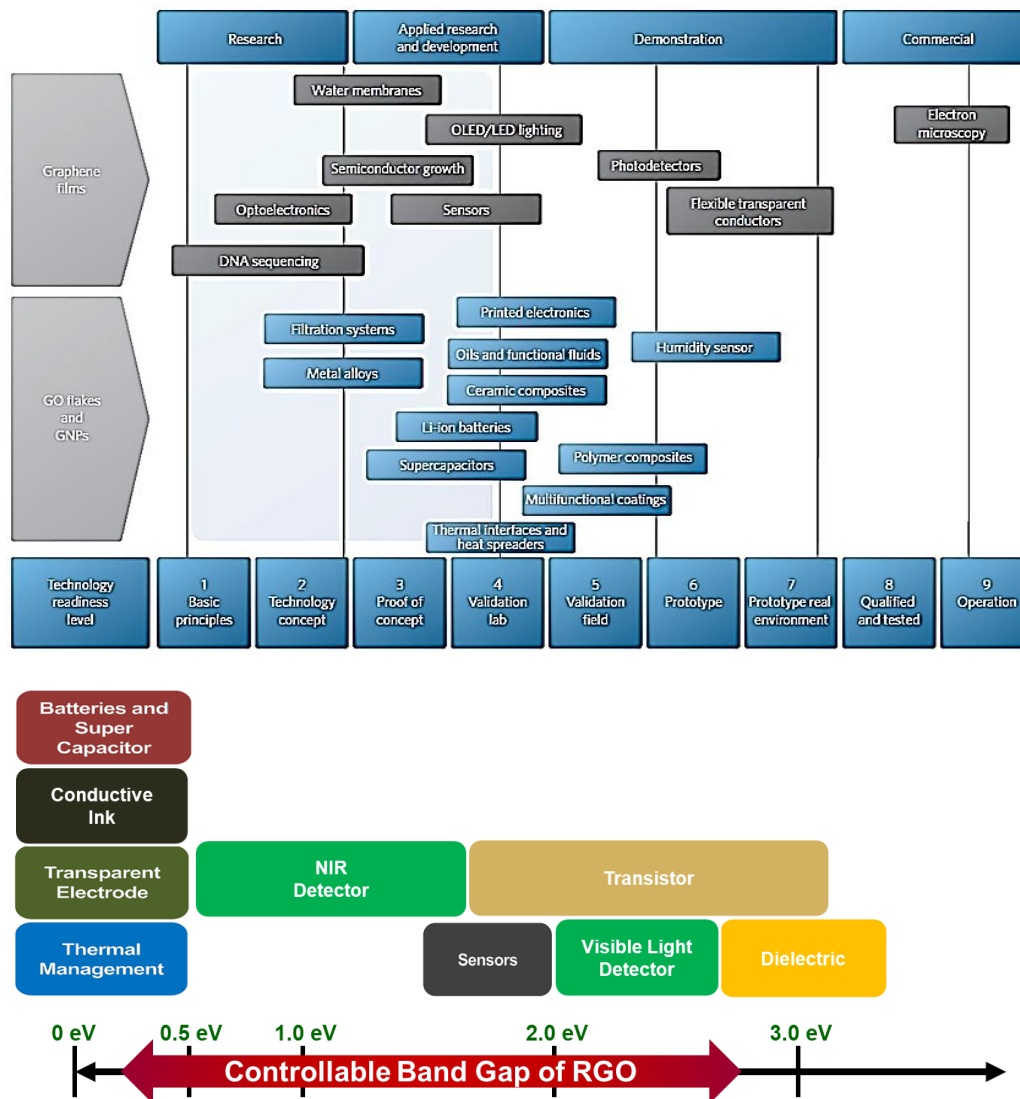 Research
Applied research
and development
Demonstration
Commercial
Graphene
films
Water membranes
OLED/LED lighting
Electron
microscopy
Semiconductor growth
Photodetectors
Optoelectronics
Sensors
Flexible transparent
conductors
DNA sequencing
GO flakes
and
GNPs
Printed electronics
Filtration systems
Oils and functional fluids
Humidity sensor
Metal alloys
Ceramic composites
Li-ion batteries
Supercapacitors
Polymer composites
Multifunctional coatings
Thermal interfaces and
heat spreaders
Technology
readiness
level
1
Basic
principles
2
Technology
concept
3
Proof of
concept
4
Validation
lab
5
Validation
field
6
Prototype
7
Prototype real
environment
8
Qualified
and tested
9
Operation
Batteries and
Super
Capacitor
Conductive
Ink
Transparent
Electrode
NIR
Detector
Transistor
Thermal
Management
Sensors
Visible Light
Detector
Dielectric
0 eV 0.5 eV 1.0 eV 2.0 eV 3.0 eV
Controllable Band Gap of RGO